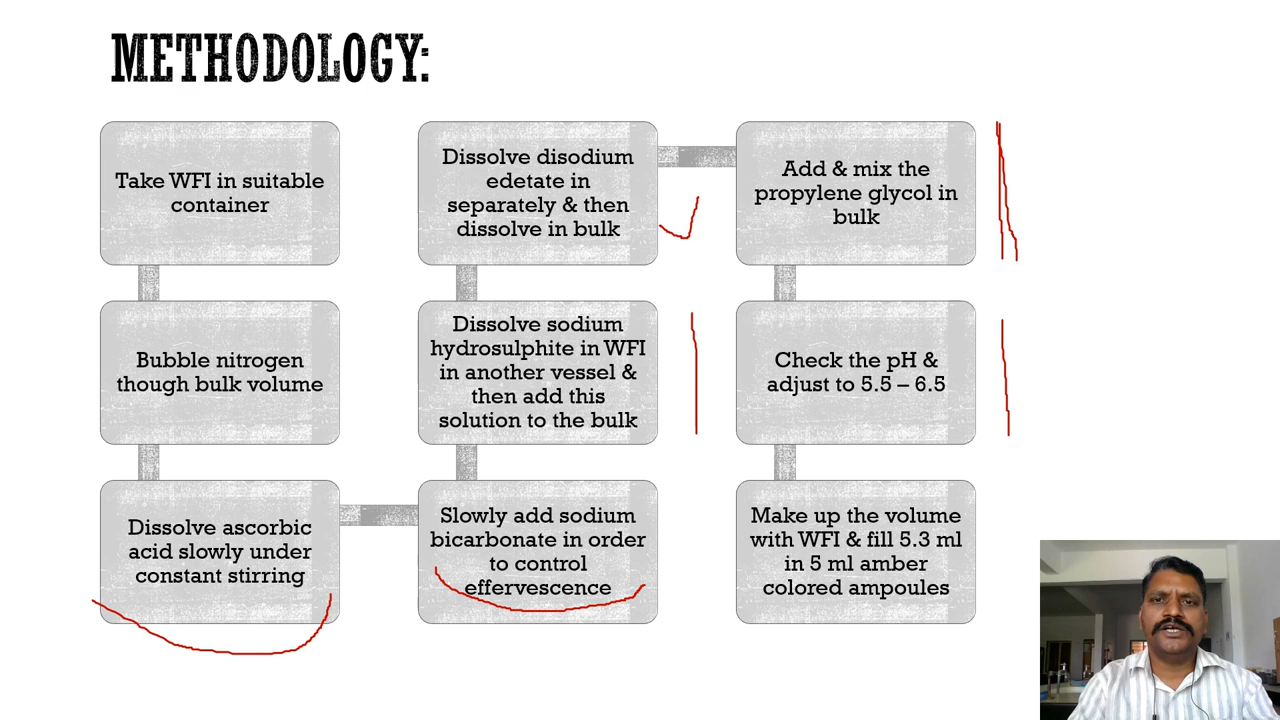 METHODOLOGY:
Take WFI in suitable
container
Bubble nitrogen
though bulk volume
Dissolve ascorbic
acid slowly under
constant stirring
Slowly add sodium
bicarbonate in order
to control
effervescence
Dissolve sodium
hydrosulphite in WFI
in another vessel &
then add this
solution to the bulk
Dissolve disodium
edetate in
separately & then
dissolve in bulk
Add & mix the
propylene glycol in
bulk
Check the pH &
adjust to 5.5 – 6.5
Make up the volume
with WFI & fill 5.3 ml
in 5 ml amber
colored ampoules